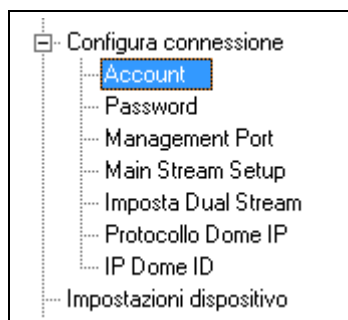 Configura connessione
Account
Password
Management Port
Main Stream Setup
Imposta Dual Stream
Protocollo Dome IP
IP Dome ID
Impostazioni dispositivo